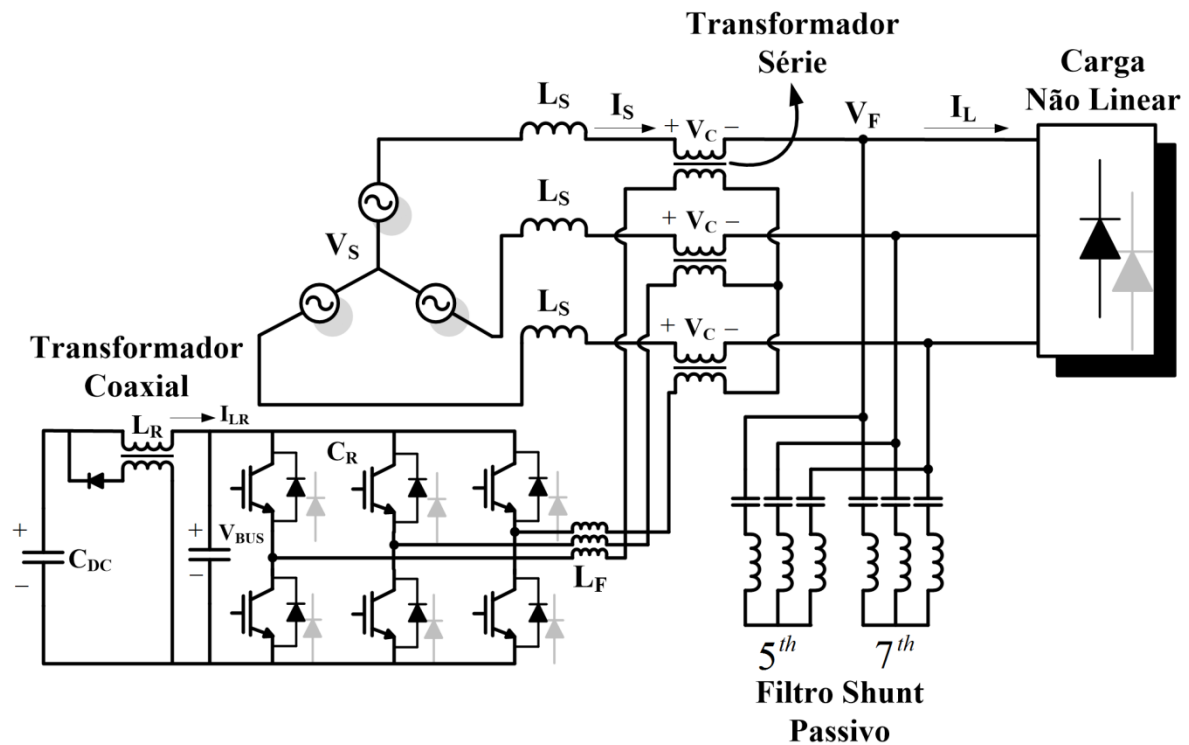 Transformador
Série
Carga
Não Linear
L_S
I_S
+ V_C −
V_F
I_L
L_S
+ V_C −
V_S
L_S
+ V_C −
Transformador
Coaxial
L_R
I_LR
C_R
+
C_DC
−
+
V_BUS
−
L_F
5^th
7^th
Filtro Shunt
Passivo